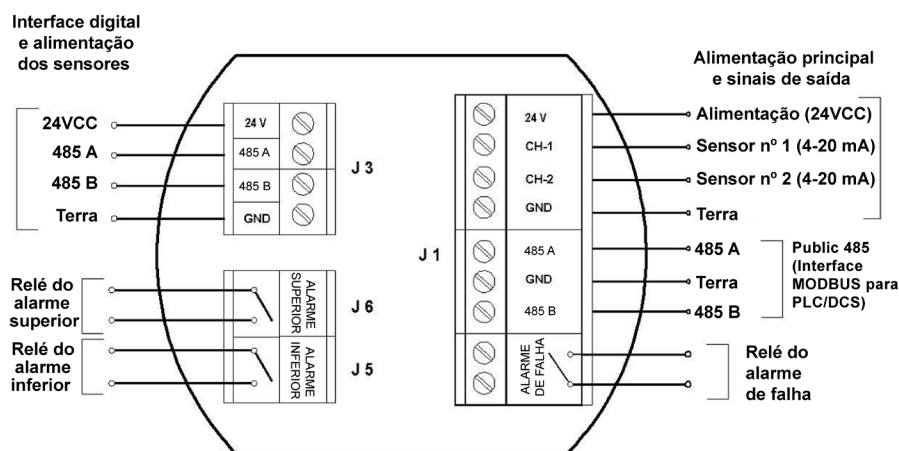 Interface digital
e alimentação
dos sensores
24VCC
485 A
485 B
Terra
24 V
485 A
485 B
GND
J 3
Relé do
alarme
superior
ALARME
SUPERIOR
J 6
Relé do
alarme
inferior
ALARME
INFERIOR
J 5
J 1
24 V
CH-1
CH-2
GND
485 A
GND
485 B
ALARME
DE FALHA
Alimentação principal
e sinais de saída
Alimentação (24VCC)
Sensor nº 1 (4-20 mA)
Sensor nº 2 (4-20 mA)
Terra
485 A
Terra
485 B
Public 485
(Interface
MODBUS para
PLC/DCS)
Relé do
alarme
de falha